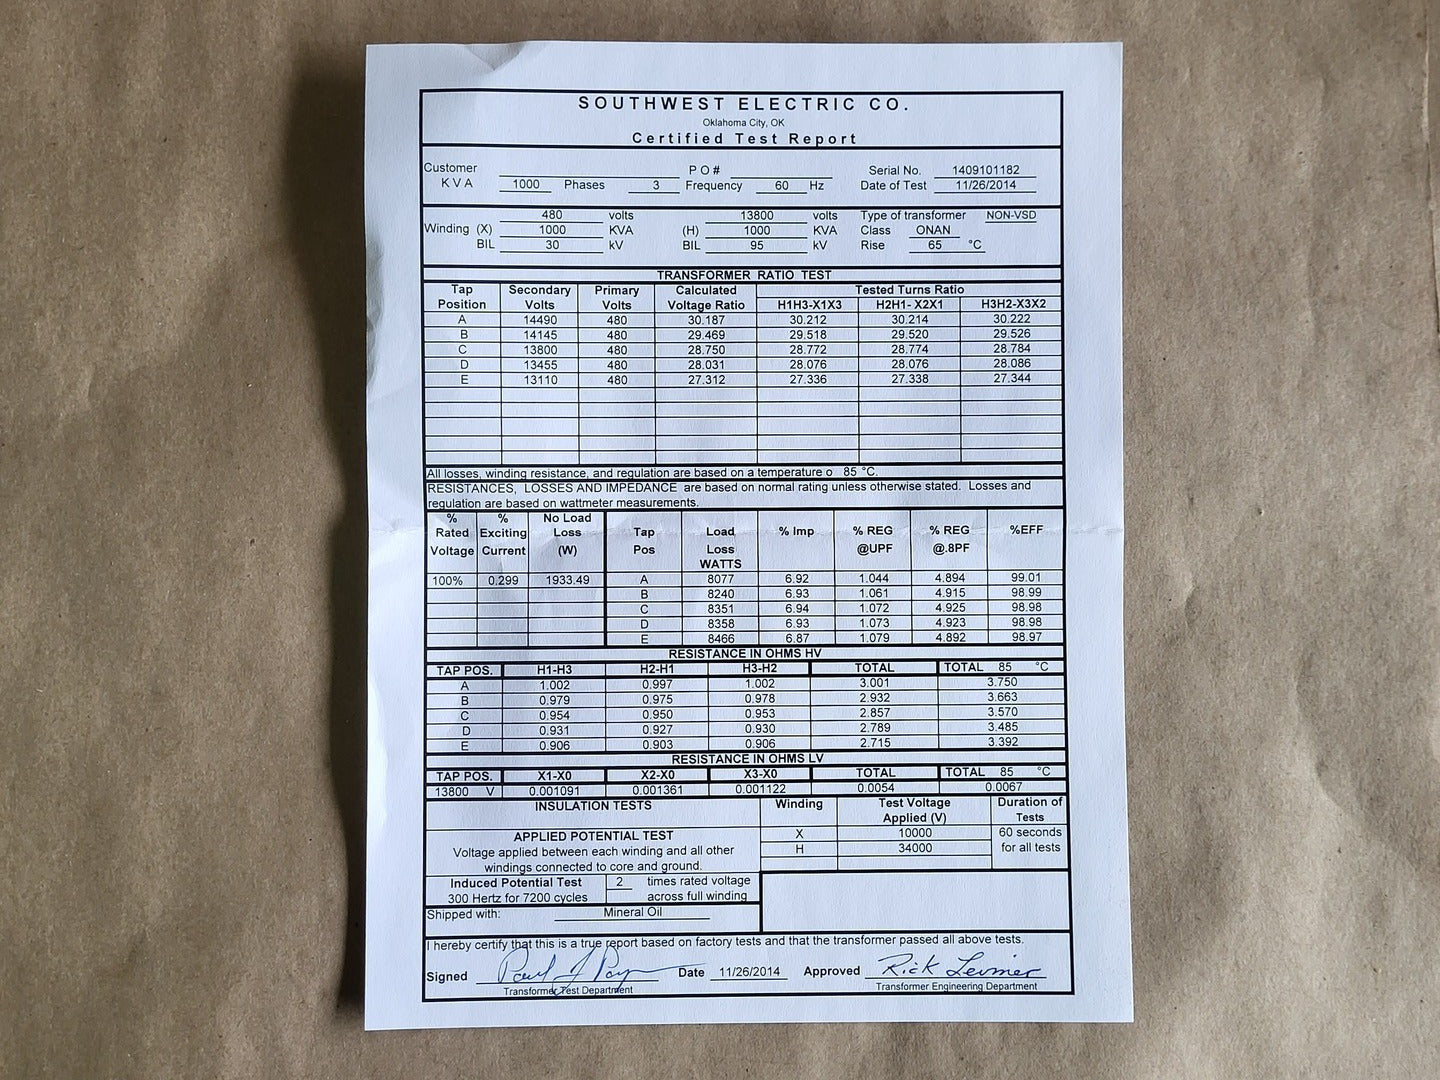 SOUTHWEST ELECTRIC CO.
Oklahoma City, OK
Certified Test Report
Customer P O # Serial No. 1409101182
K V A 1000 Phases 3 Frequency 60 Hz Date of Test 11/26/2014
480 volts 13800 volts Type of transformer NON-VSD
Winding (X) 1000 KVA (H) 1000 KVA Class ONAN
BIL 30 kV BIL 95 kV Rise 65 °C
TRANSFORMER RATIO TEST
Tap Secondary Primary Calculated Tested Turns Ratio
Position Volts Volts Voltage Ratio H1H3-X1X3 H2H1- X2X1 H3H2-X3X2
A 14490 480 30.187 30.212 30.214 30.222
B 14145 480 29.469 29.518 29.520 29.526
C 13800 480 28.750 28.772 28.774 28.784
D 13455 480 28.031 28.076 28.076 28.086
E 13110 480 27.312 27.336 27.338 27.344
All losses, winding resistance, and regulation are based on a temperature o 85 °C.
RESISTANCES, LOSSES AND IMPEDANCE are based on normal rating unless otherwise stated. Losses and
regulation are based on wattmeter measurements.
% % No Load
Rated Exciting Loss Tap Load % Imp % REG % REG %EFF
Voltage Current (W) Pos Loss @UPF @.8PF
WATTS
100% 0.299 1933.49 A 8077 6.92 1.044 4.894 99.01
B 8240 6.93 1.061 4.915 98.99
C 8351 6.94 1.072 4.925 98.98
D 8358 6.93 1.073 4.923 98.98
E 8466 6.87 1.079 4.892 98.97
RESISTANCE IN OHMS HV
TAP POS. H1-H3 H2-H1 H3-H2 TOTAL TOTAL 85 °C
A 1.002 0.997 1.002 3.001 3.750
B 0.979 0.975 0.978 2.932 3.663
C 0.954 0.950 0.953 2.857 3.570
D 0.931 0.927 0.930 2.789 3.485
E 0.906 0.903 0.906 2.715 3.392
RESISTANCE IN OHMS LV
TAP POS. X1-X0 X2-X0 X3-X0 TOTAL TOTAL 85 °C
13800 V 0.001091 0.001361 0.001122 0.0054 0.0067
INSULATION TESTS Winding Test Voltage Duration of
Applied (V) Tests
APPLIED POTENTIAL TEST X 10000 60 seconds
Voltage applied between each winding and all other H 34000 for all tests
windings connected to core and ground.
Induced Potential Test 2 times rated voltage
300 Hertz for 7200 cycles across full winding
Shipped with: Mineral Oil
I hereby certify that this is a true report based on factory tests and that the transformer passed all above tests.
Signed Paul J Date 11/26/2014 Approved Rick
Transformer Test Department Transformer Engineering Department